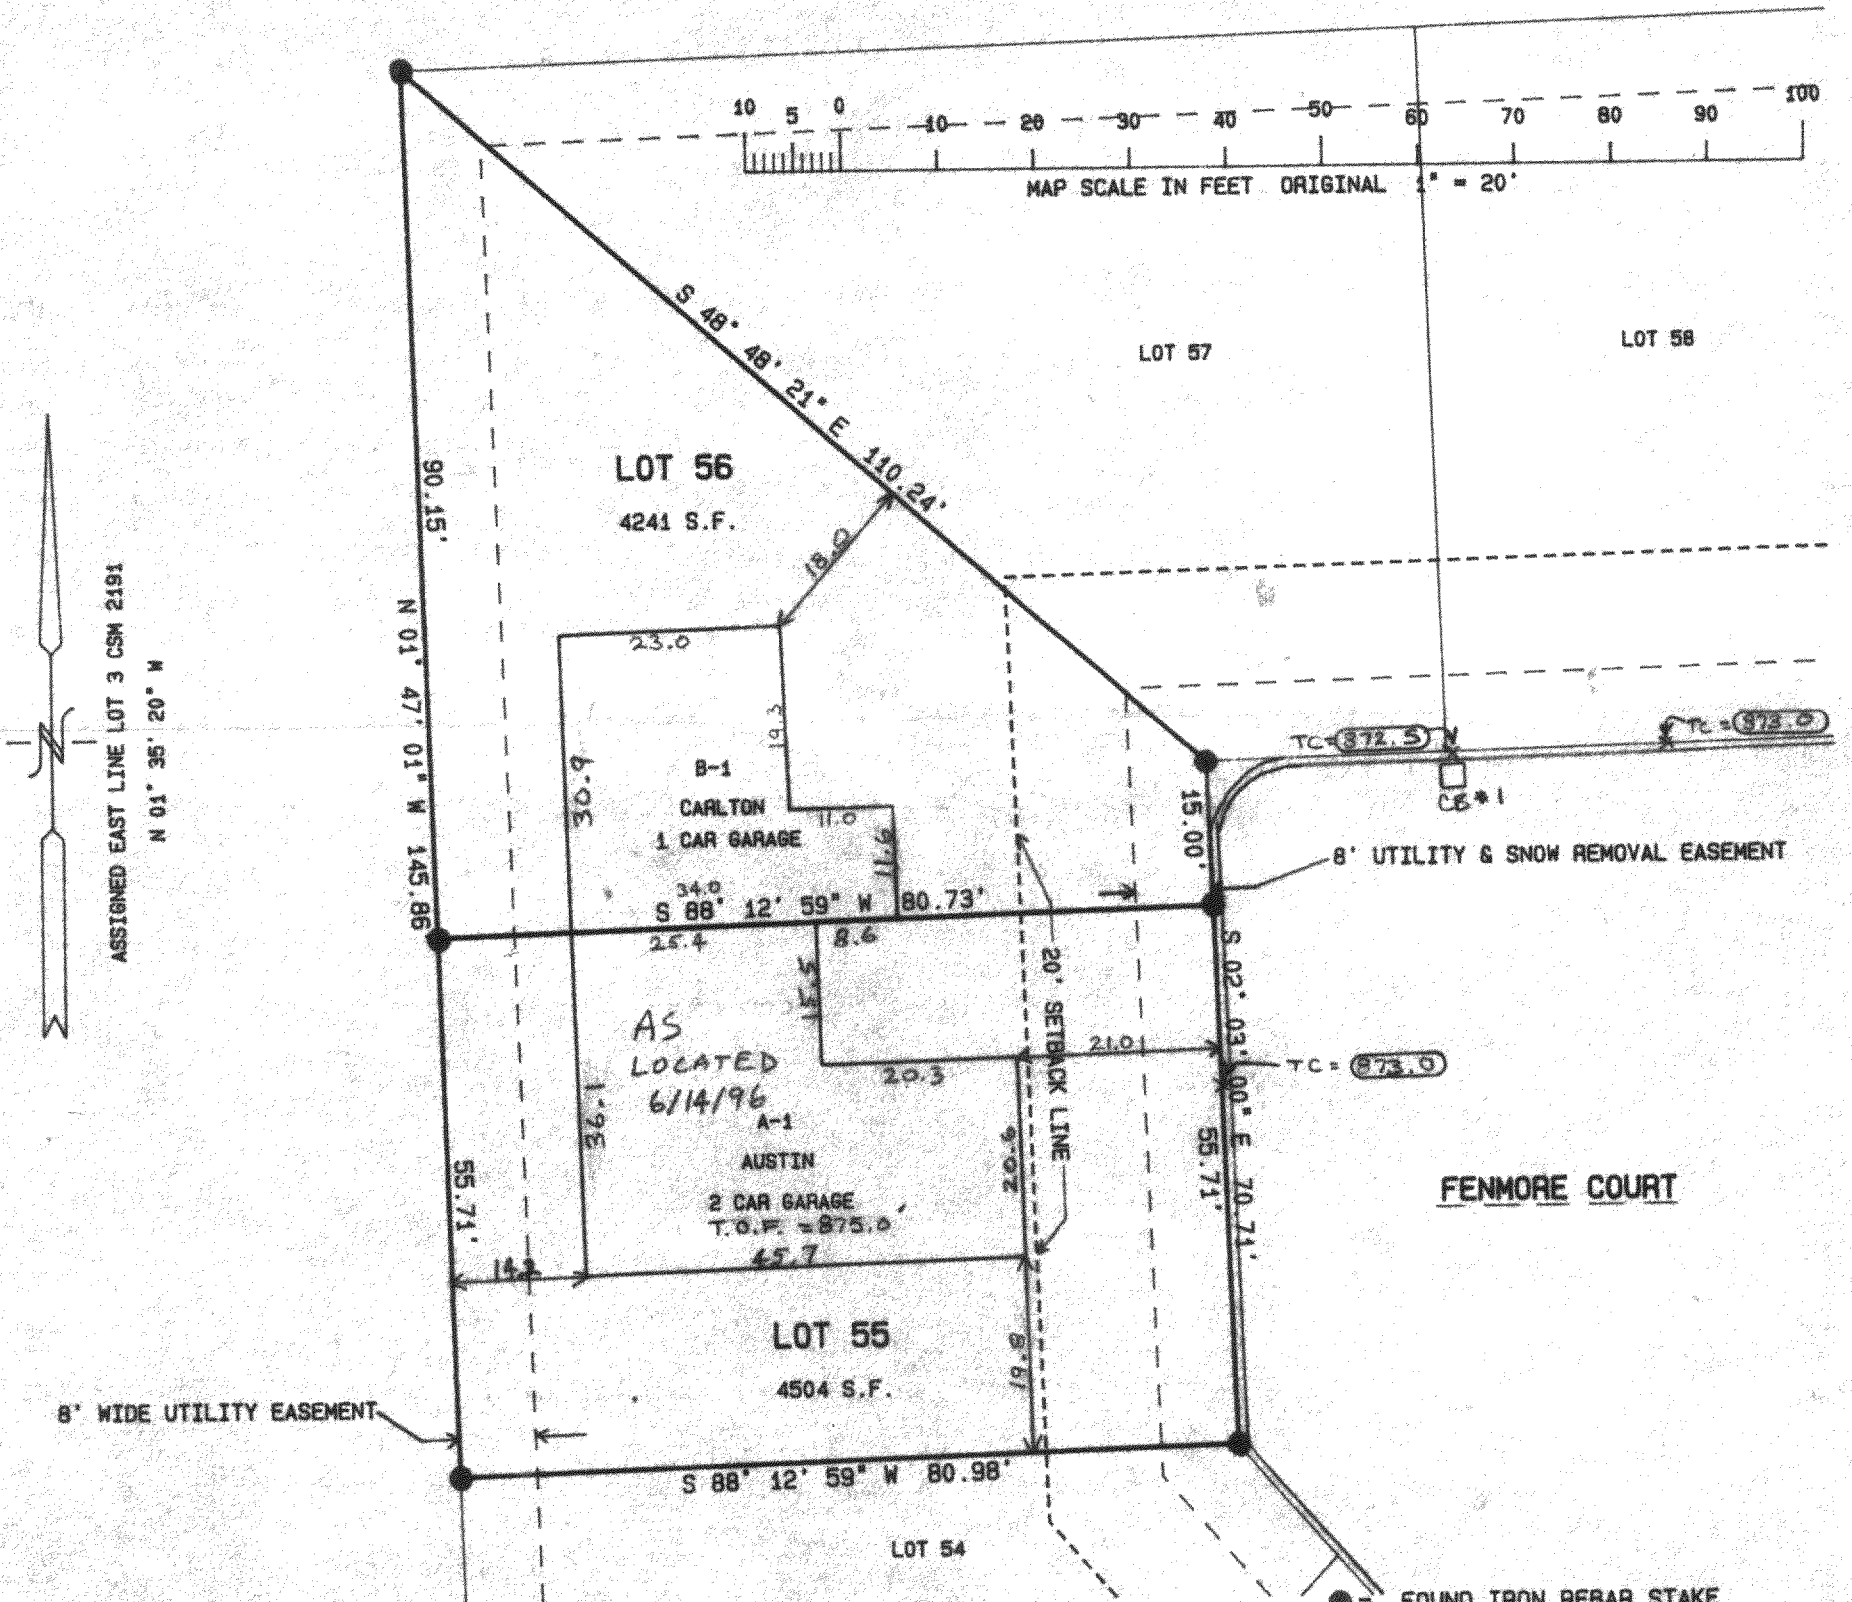 10 5 0 10 20 30 40 50 60 70 80 90 100
MAP SCALE IN FEET ORIGINAL 1" = 20'
LOT 57
LOT 58
S 48° 48' 21" E 110.24'
LOT 56
4241 S.F.
90.15'
N 01° 47' 01" W 145.86
ASSIGNED EAST LINE LOT 3 CSM 2191
N 01° 35' 20" W
N
18.0
23.0
19.3
30.9
B-1
CARLTON
1 CAR GARAGE
11.0
11.6
34.0
S 88° 12' 59" W 80.73'
TC= 872.5
TC = 873.0
CB #1
15.00'
8' UTILITY & SNOW REMOVAL EASEMENT
25.4
8.6
15.5
20' SETBACK LINE
S 02° 03' 00" E 70.71'
AS
LOCATED
6/14/96
21.0
20.3
TC = 873.0
36.1
A-1
AUSTIN
2 CAR GARAGE
T.O.F. = 875.0'
45.7
20.6
55.71'
55.71'
FENMORE COURT
LOT 55
4504 S.F.
19.8
8' WIDE UTILITY EASEMENT
S 88° 12' 59" W 80.98'
LOT 54
= FOUND IRON REBAR STAKE